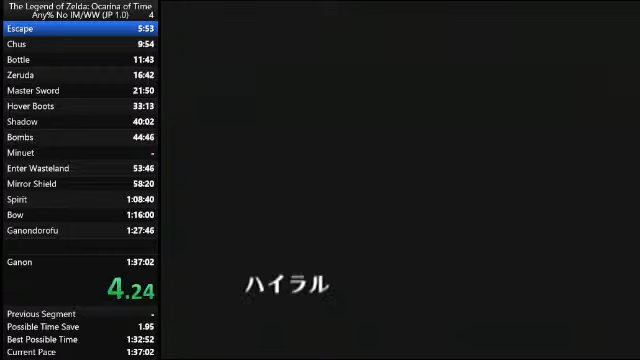 The Legend of Zelda: Ocarina of Time
Any% No IM/WW (JP 1.0) 4
Escape 5:53
Chus 9:54
Bottle 11:43
Zeruda 16:42
Master Sword 21:50
Hover Boots 33:13
Shadow 40:02
Bombs 44:46
Minuet -
Enter Wasteland 53:46
Mirror Shield 58:20
Spirit 1:08:40
Bow 1:16:00
Ganondorofu 1:27:46
Ganon 1:37:02
4.24
ハイラル
Previous Segment -
Possible Time Save 1.95
Best Possible Time 1:32:52
Current Pace 1:37:02